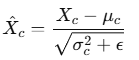 $\hat{X}_c = \frac{X_c - \mu_c}{\sqrt{\sigma_c^2 + \epsilon}}$